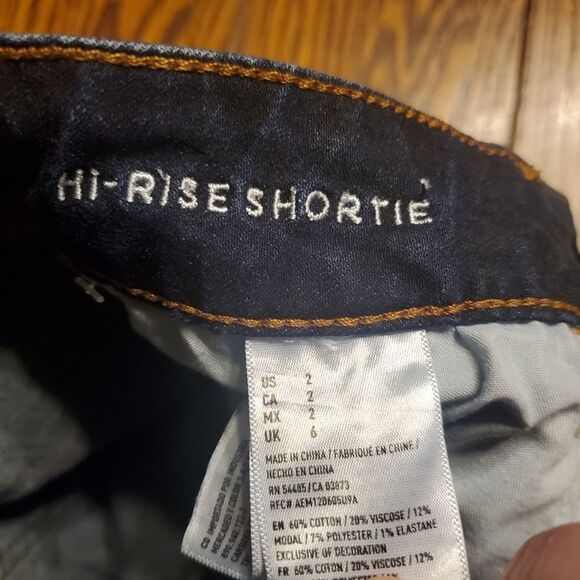 Hi-RISE SHORTIE
US 2
CA 2
MX 2
UK 6
MADE IN CHINA / FABRIQUÉ EN CHINE /
HECHO EN CHINA
RN 54485/CA 03873
RFC# AEM120605U9A
EN 60% COTTON / 20% VISCOSE / 12%
MODAL / 7% POLYESTER / 1% ELASTANE
EXCLUSIVE OF DECORATION
FR 60% COTON / 20% VISCOSE / 12%